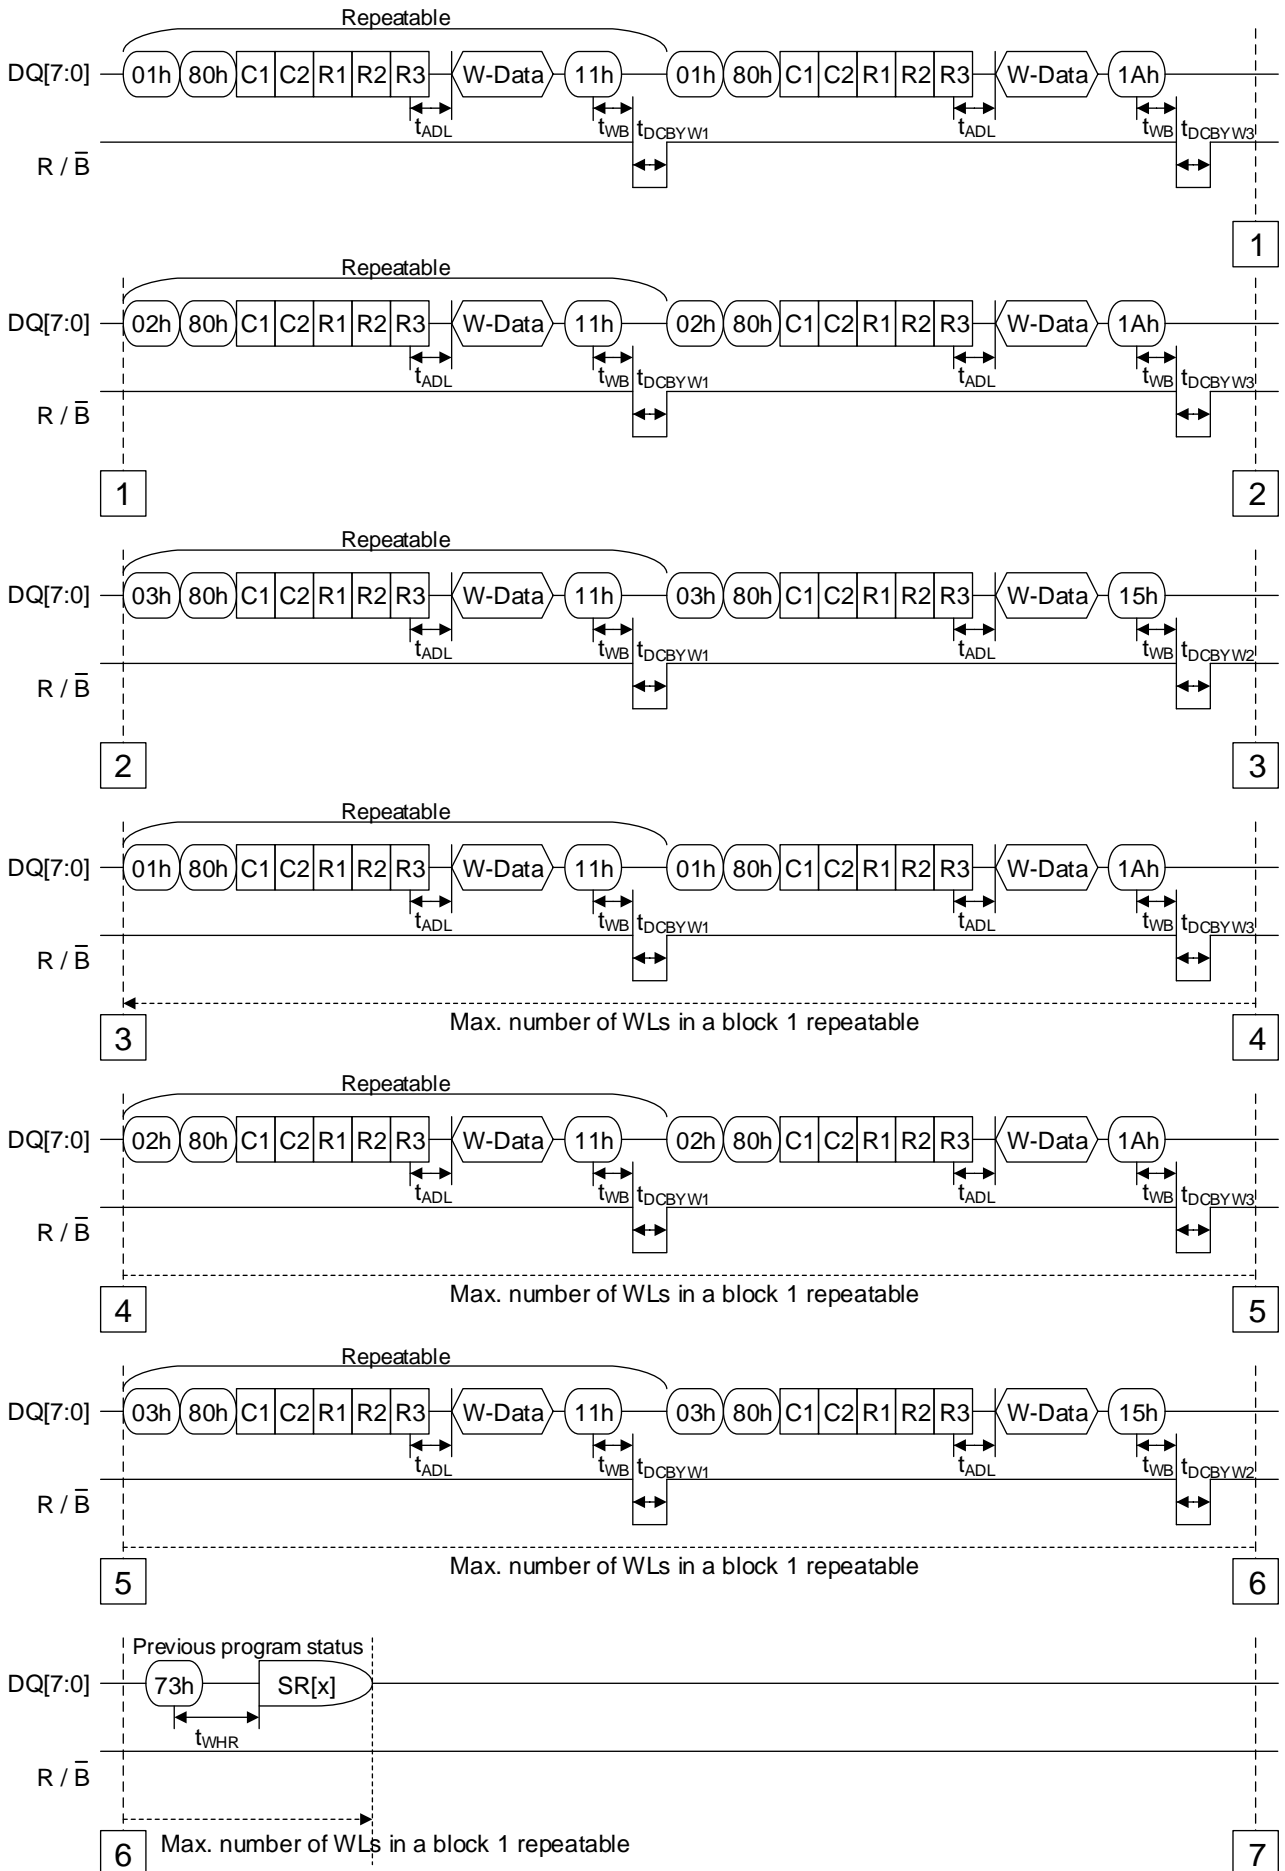 Repeatable
DQ[7:0] 01h 80h C1 C2 R1 R2 R3 W-Data 11h 01h 80h C1 C2 R1 R2 R3 W-Data 1Ah
tADL tWB tDCBYW1 tADL tWB tDCBYW3
R / B̅
1
Repeatable
DQ[7:0] 02h 80h C1 C2 R1 R2 R3 W-Data 11h 02h 80h C1 C2 R1 R2 R3 W-Data 1Ah
tADL tWB tDCBYW1 tADL tWB tDCBYW3
R / B̅
1 2
Repeatable
DQ[7:0] 03h 80h C1 C2 R1 R2 R3 W-Data 11h 03h 80h C1 C2 R1 R2 R3 W-Data 15h
tADL tWB tDCBYW1 tADL tWB tDCBYW2
R / B̅
2 3
Repeatable
DQ[7:0] 01h 80h C1 C2 R1 R2 R3 W-Data 11h 01h 80h C1 C2 R1 R2 R3 W-Data 1Ah
tADL tWB tDCBYW1 tADL tWB tDCBYW3
R / B̅
3 Max. number of WLs in a block 1 repeatable 4
Repeatable
DQ[7:0] 02h 80h C1 C2 R1 R2 R3 W-Data 11h 02h 80h C1 C2 R1 R2 R3 W-Data 1Ah
tADL tWB tDCBYW1 tADL tWB tDCBYW3
R / B̅
4 Max. number of WLs in a block 1 repeatable 5
Repeatable
DQ[7:0] 03h 80h C1 C2 R1 R2 R3 W-Data 11h 03h 80h C1 C2 R1 R2 R3 W-Data 15h
tADL tWB tDCBYW1 tADL tWB tDCBYW2
R / B̅
5 Max. number of WLs in a block 1 repeatable 6
Previous program status
DQ[7:0] 73h SR[x]
tWHR
R / B̅
6 Max. number of WLs in a block 1 repeatable 7